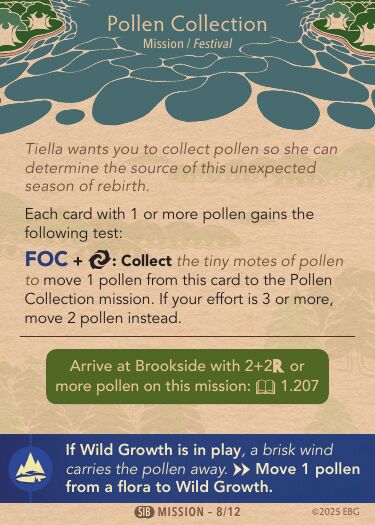 Pollen Collection
Mission / Festival
Tiella wants you to collect pollen so she can
determine the source of this unexpected
season of rebirth.
Each card with 1 or more pollen gains the
following test:
FOC + : Collect the tiny motes of pollen
to move 1 pollen from this card to the Pollen
Collection mission. If your effort is 3 or more,
move 2 pollen instead.
Arrive at Brookside with 2+2R or
more pollen on this mission: 1.207
If Wild Growth is in play, a brisk wind
carries the pollen away. Move 1 pollen
from a flora to Wild Growth.
SIB MISSION - 8/12
©2025 EBG